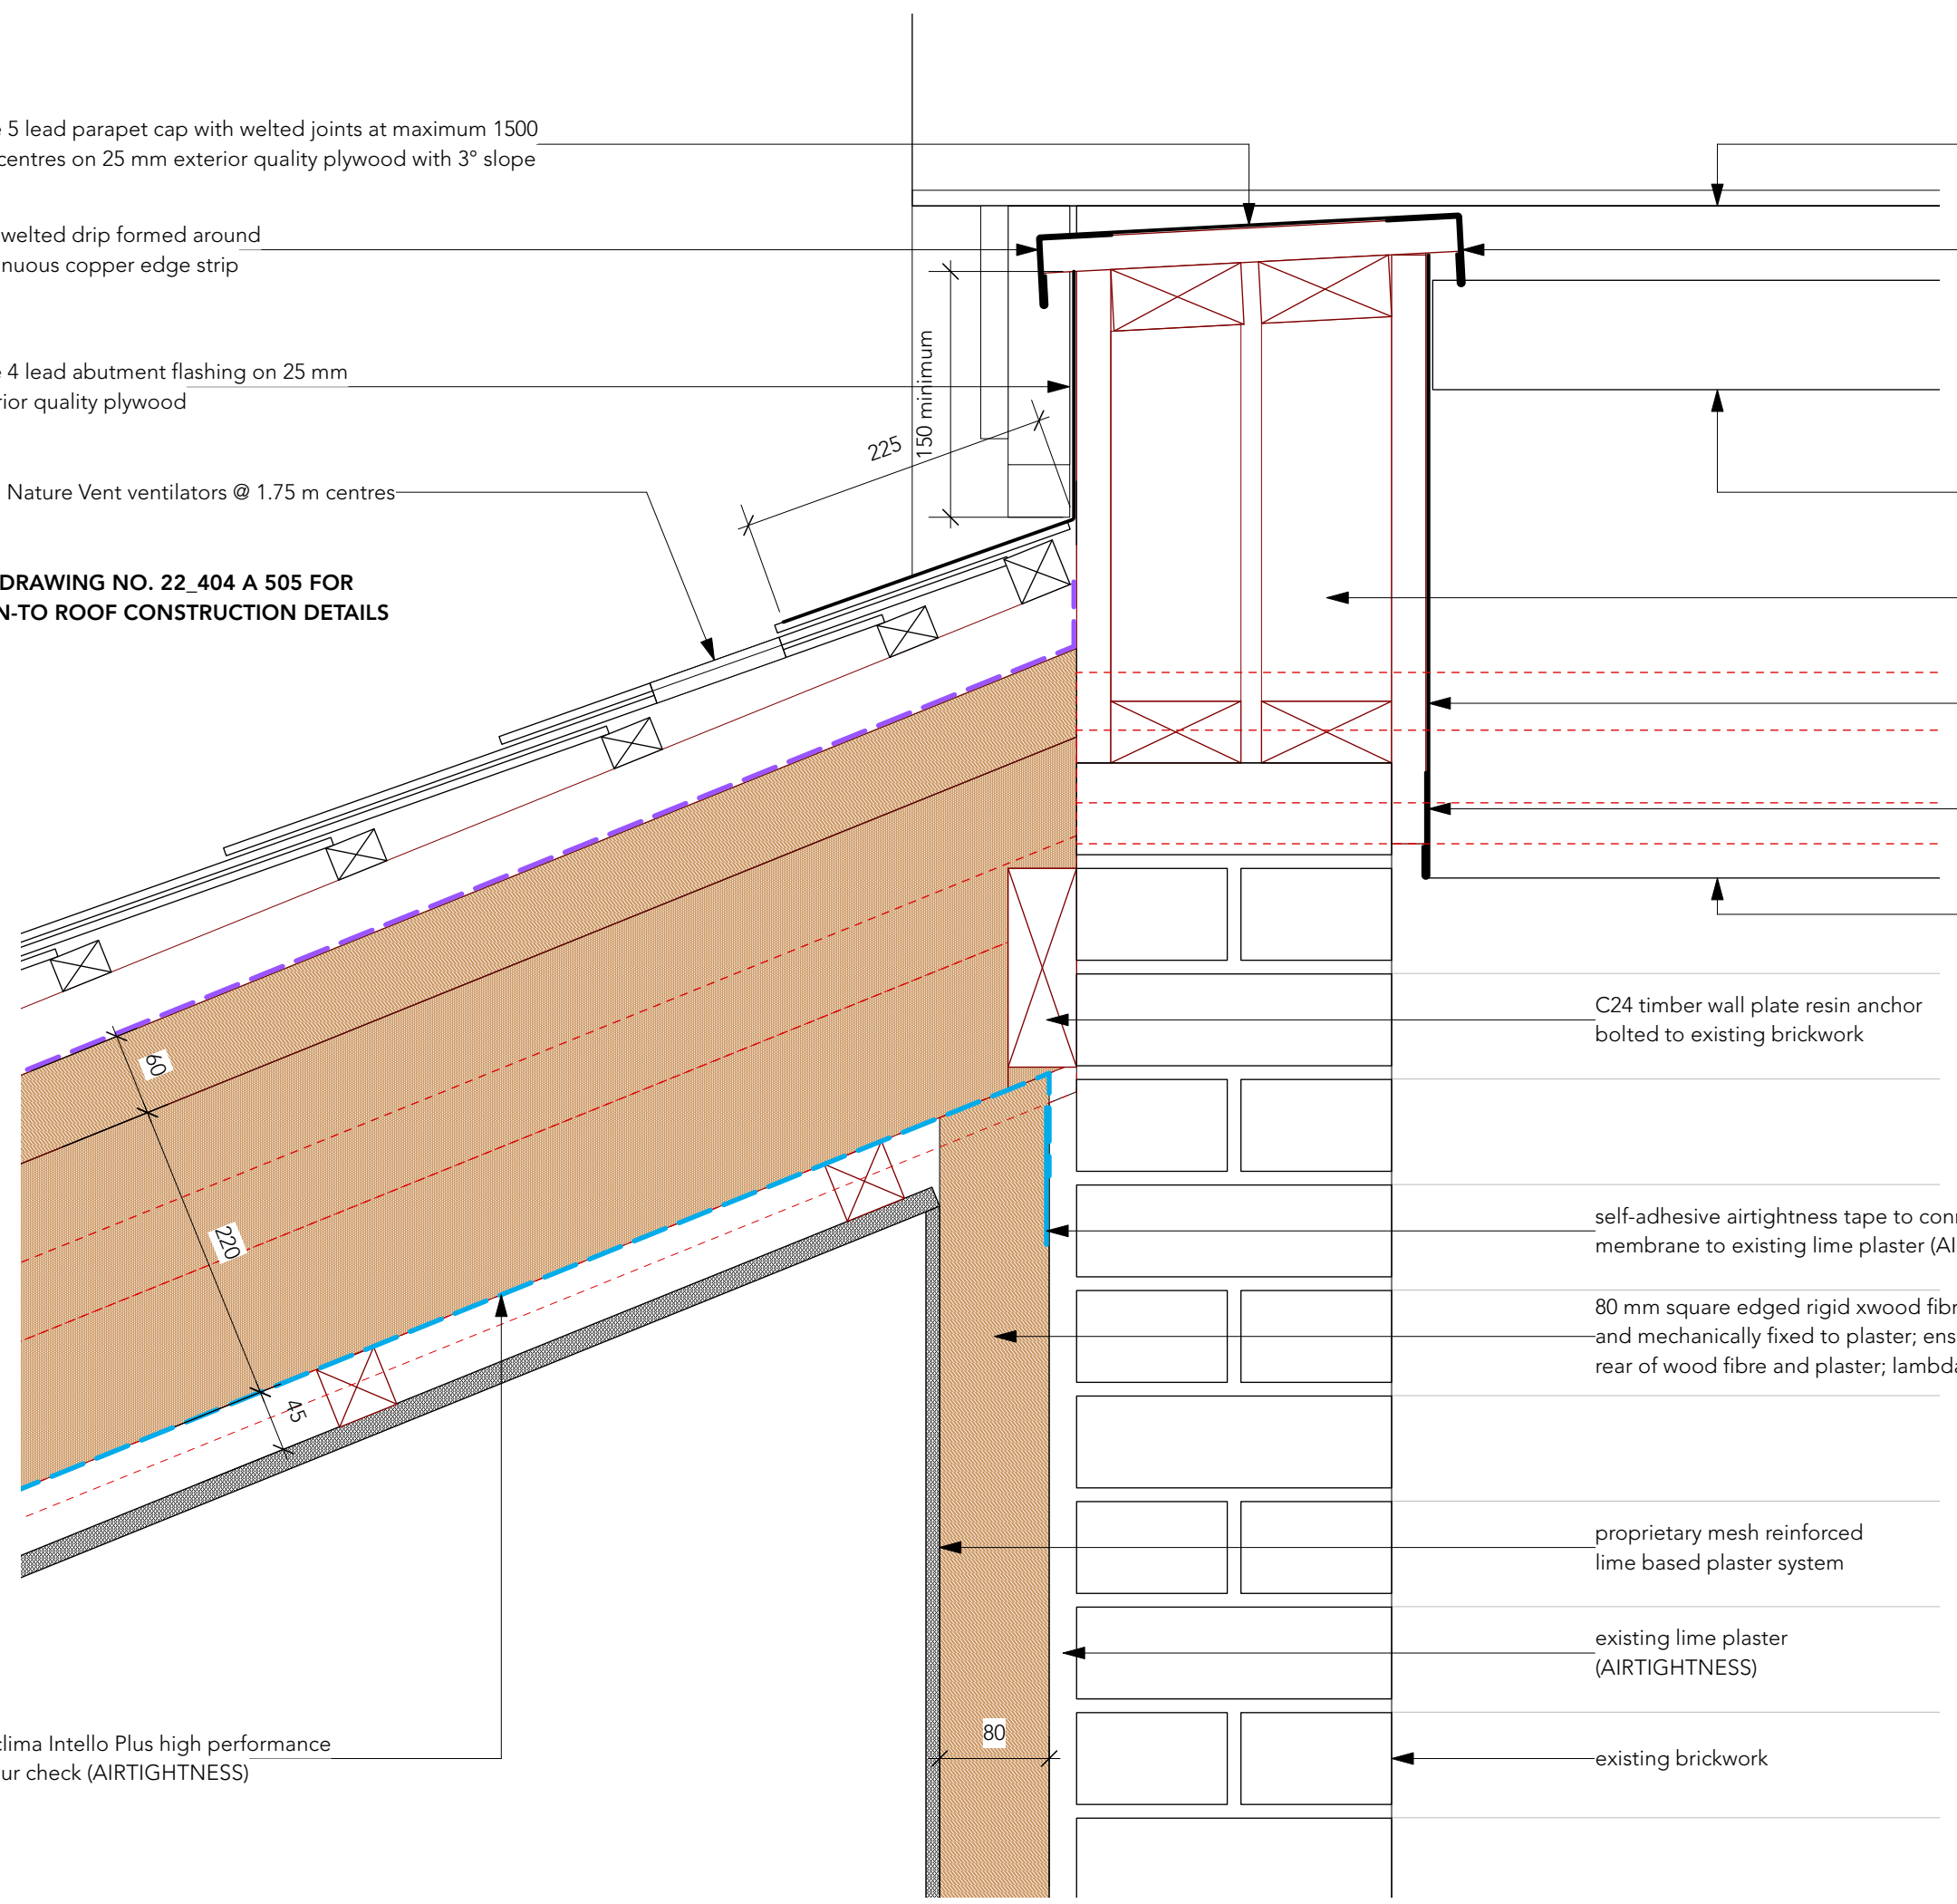 5 lead parapet cap with welted joints at maximum 1500
centres on 25 mm exterior quality plywood with 3° slope
welted drip formed around
nuous copper edge strip
4 lead abutment flashing on 25 mm
rior quality plywood
225
150 minimum
Nature Vent ventilators @ 1.75 m centres
DRAWING NO. 22_404 A 505 FOR
N-TO ROOF CONSTRUCTION DETAILS
60
220
45
C24 timber wall plate resin anchor
bolted to existing brickwork
self-adhesive airtightness tape to con
membrane to existing lime plaster (AI
80 mm square edged rigid xwood fibr
and mechanically fixed to plaster; ens
rear of wood fibre and plaster; lambda
proprietary mesh reinforced
lime based plaster system
existing lime plaster
(AIRTIGHTNESS)
80
existing brickwork
clima Intello Plus high performance
ur check (AIRTIGHTNESS)